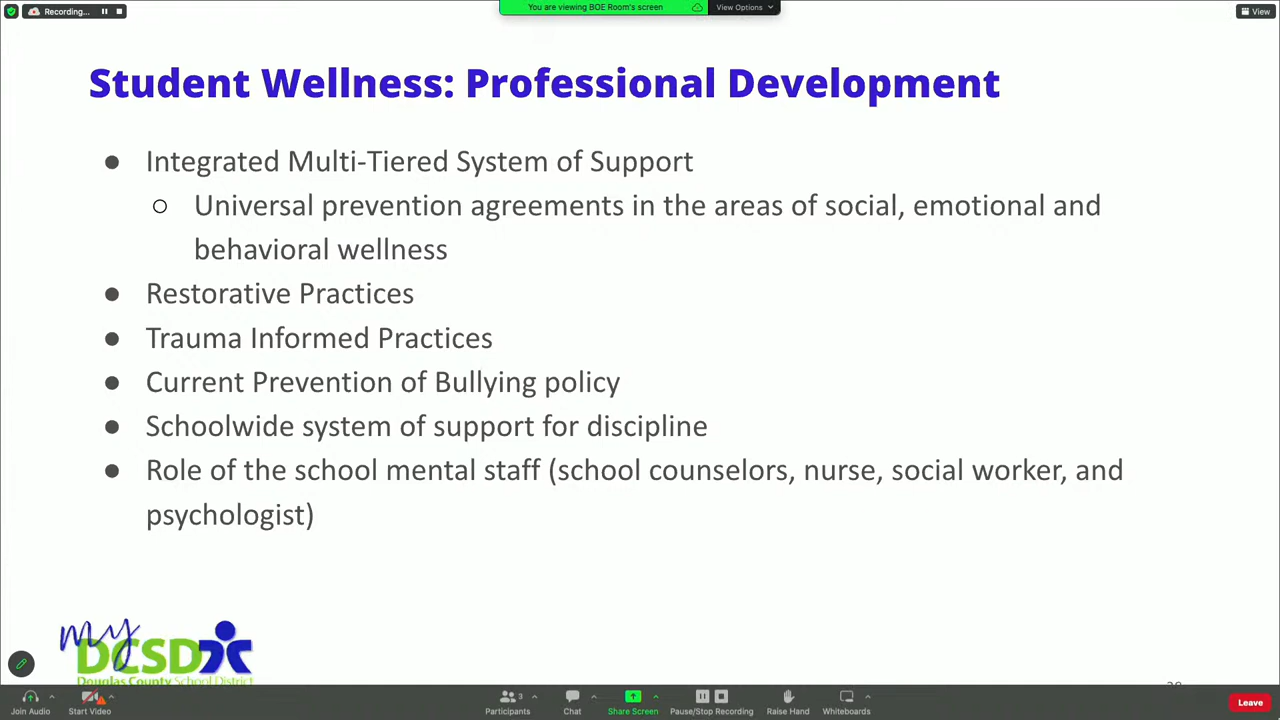 Recording...
You are viewing BOE Room's screen
View Options
View
Student Wellness: Professional Development
● Integrated Multi-Tiered System of Support
○ Universal prevention agreements in the areas of social, emotional and
behavioral wellness
● Restorative Practices
● Trauma Informed Practices
● Current Prevention of Bullying policy
● Schoolwide system of support for discipline
● Role of the school mental staff (school counselors, nurse, social worker, and
psychologist)
my
DCSD
Douglas County School District
3
Join Audio
Start Video
Participants
Chat
Share Screen
Pause/Stop Recording
Raise Hand
Whiteboards
Leave